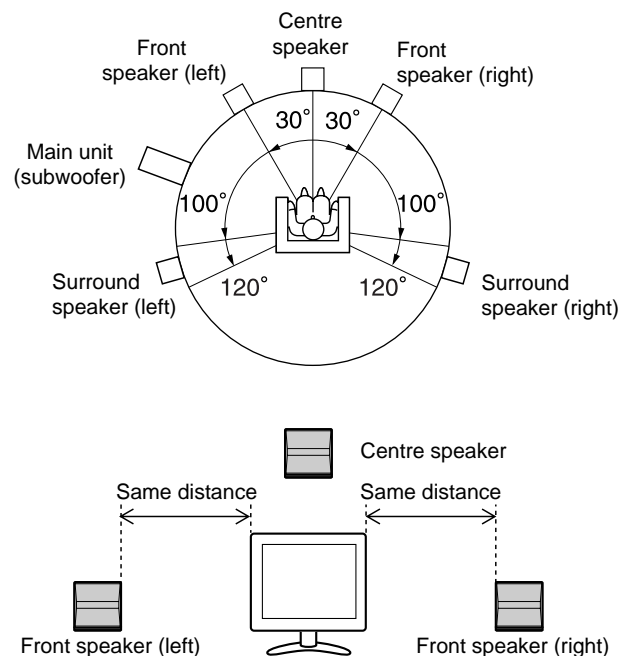 Centre
speaker
Front
speaker (left)
Front
speaker (right)
30° 30°
Main unit
(subwoofer)
100° 100°
Surround
speaker (left)
120° 120°
Surround
speaker (right)
Centre speaker
Same distance Same distance
Front speaker (left) Front speaker (right)